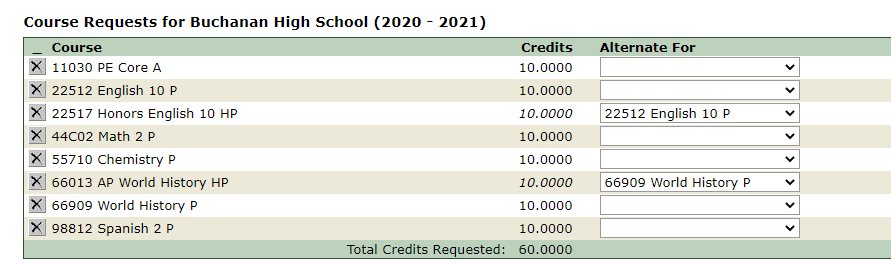 Course Requests for Buchanan High School (2020 - 2021)
_ Course Credits Alternate For
X 11030 PE Core A 10.0000
X 22512 English 10 P 10.0000
X 22517 Honors English 10 HP 10.0000 22512 English 10 P
X 44C02 Math 2 P 10.0000
X 55710 Chemistry P 10.0000
X 66013 AP World History HP 10.0000 66909 World History P
X 66909 World History P 10.0000
X 98812 Spanish 2 P 10.0000
Total Credits Requested: 60.0000